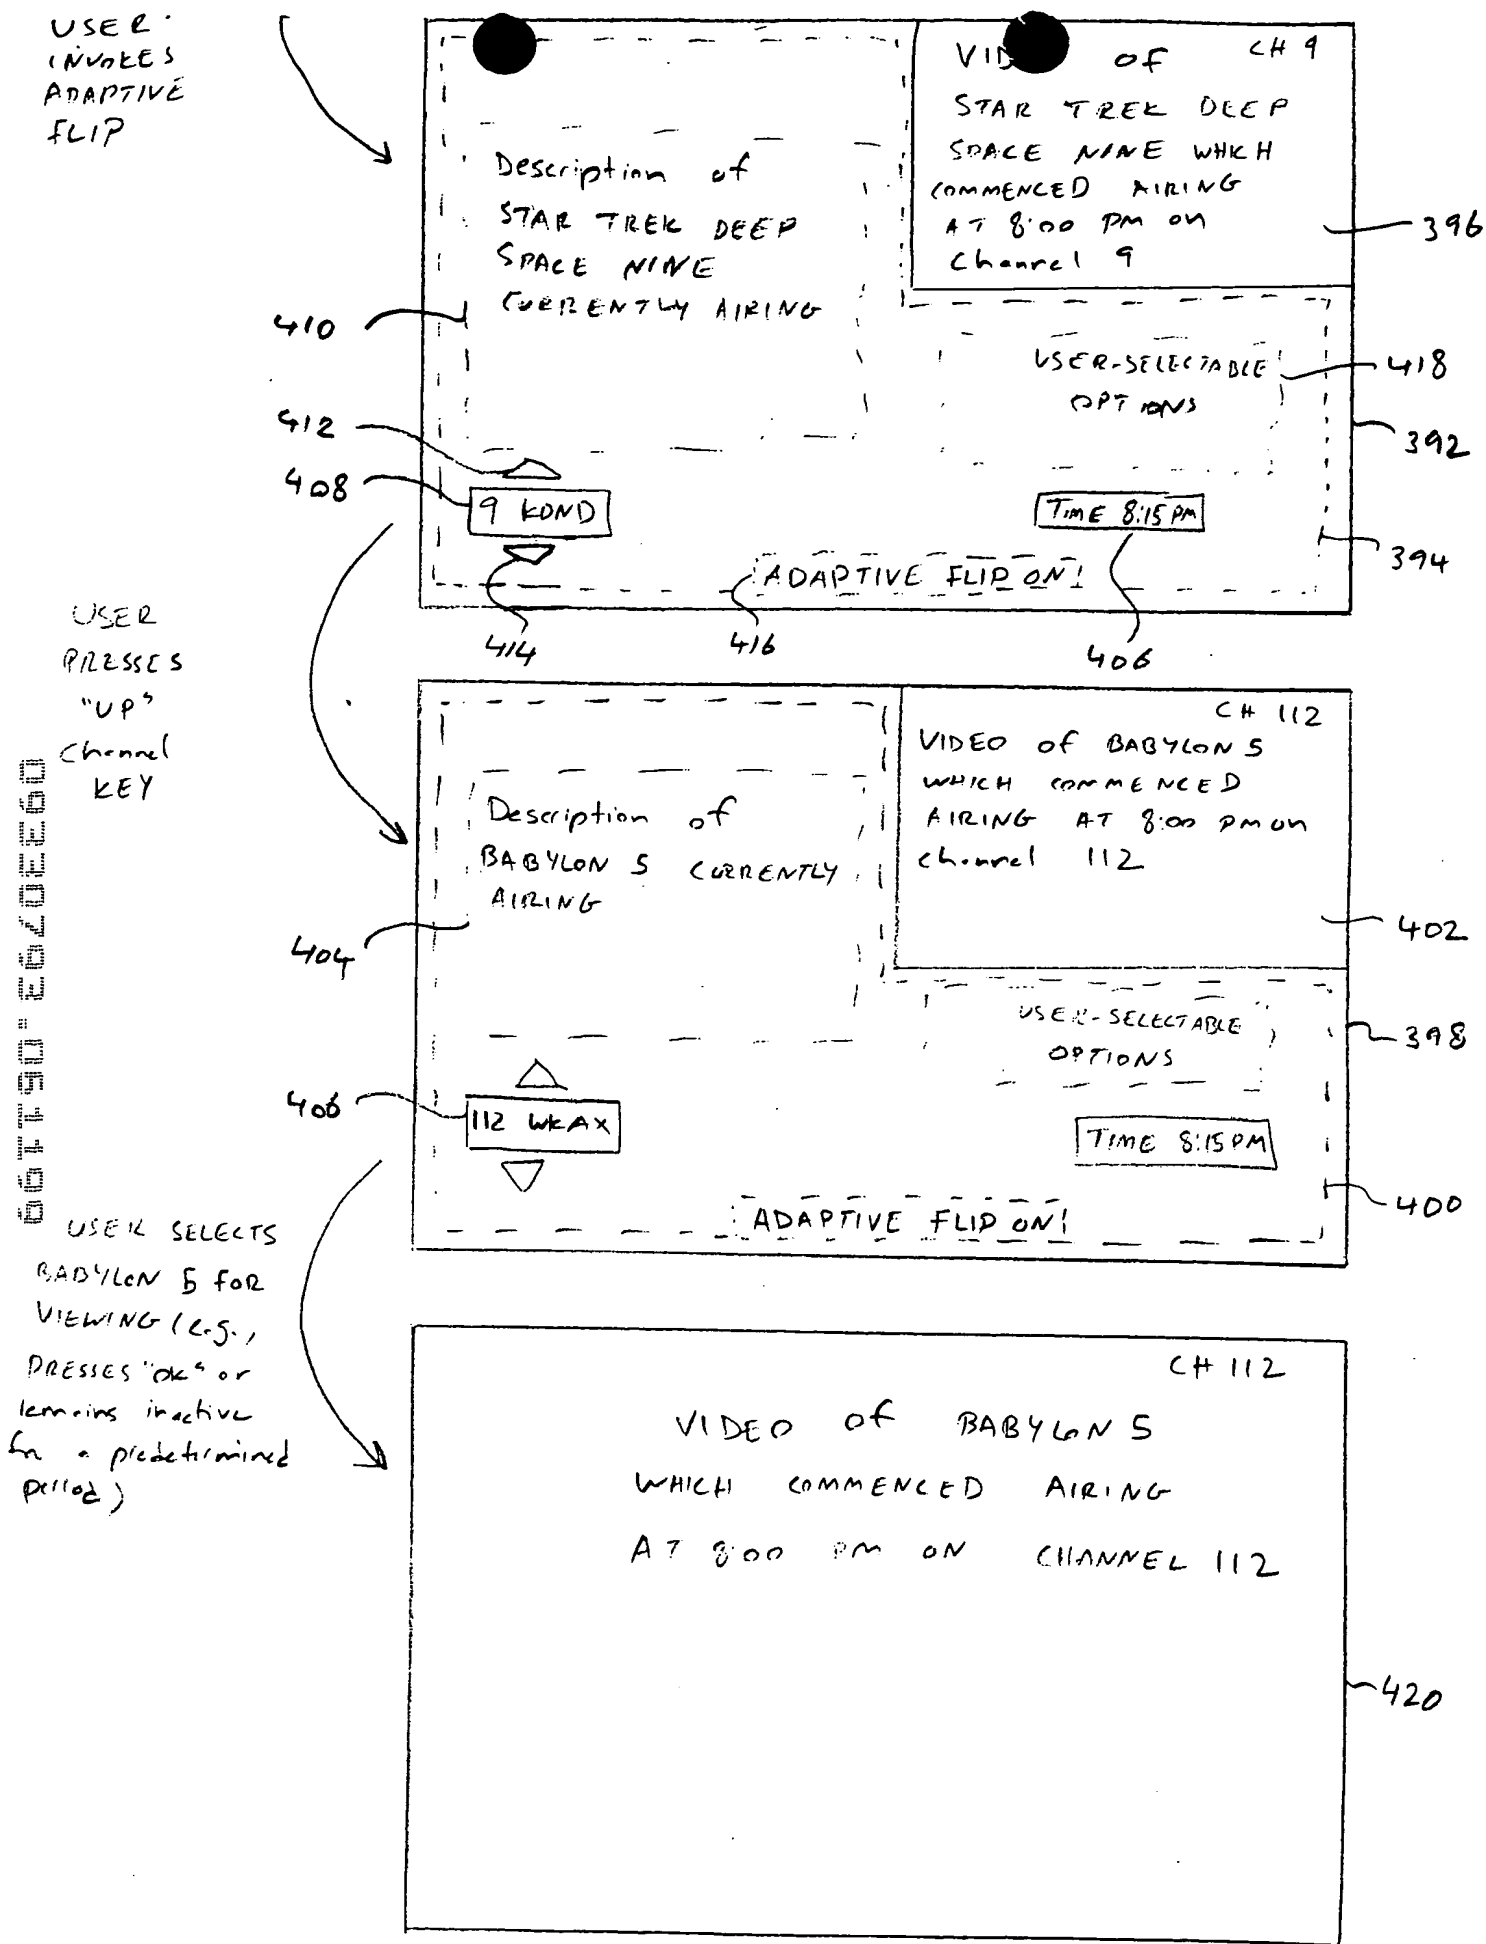 USER
INVOKES
ADAPTIVE
FLIP
CH 9
VID of
STAR TREK DEEP
SPACE NINE WHICH
COMMENCED AIRING
AT 8:00 PM on
Channel 9
396
Description of
STAR TREK DEEP
SPACE NINE
CURRENTLY AIRING
410
USER-SELECTABLE
OPTIONS
418
412
392
408
9 KDND
TIME 8:15 PM
394
ADAPTIVE FLIP ON!
414
416
406
USER
PRESSES
"UP"
Channel
KEY
CH 112
VIDEO of BABYLON 5
WHICH COMMENCED
AIRING AT 8:00 PM on
Channel 112
402
Description of
BABYLON 5 CURRENTLY
AIRING
404
USER-SELECTABLE
OPTIONS
398
406
112 WKAX
TIME 8:15 PM
400
ADAPTIVE FLIP ON!
09330793.051199
USER SELECTS
BABYLON 5 FOR
VIEWING (e.g.,
PRESSES "OK" or
remains inactive
for a predetermined
period)
CH 112
VIDEO of BABYLON 5
WHICH COMMENCED AIRING
AT 8:00 PM ON CHANNEL 112
420